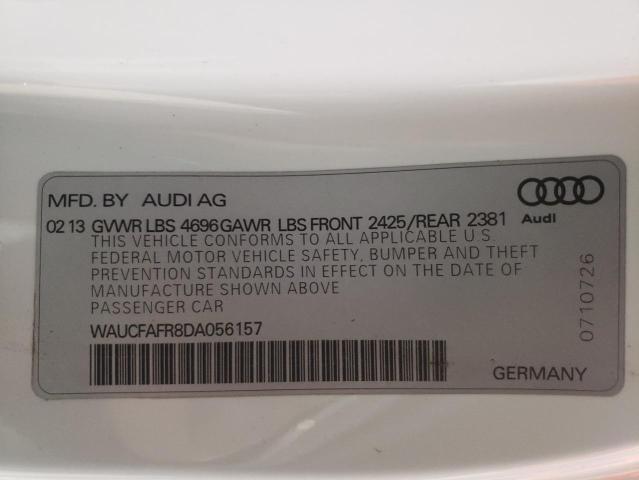 MFD. BY AUDI AG
Audi
02 13 GVWR LBS 4696GAWR LBS FRONT 2425/REAR 2381
THIS VEHICLE CONFORMS TO ALL APPLICABLE U.S.
FEDERAL MOTOR VEHICLE SAFETY, BUMPER AND THEFT
PREVENTION STANDARDS IN EFFECT ON THE DATE OF
MANUFACTURE SHOWN ABOVE
PASSENGER CAR
WAUCFAFR8DA056157
GERMANY
0710726